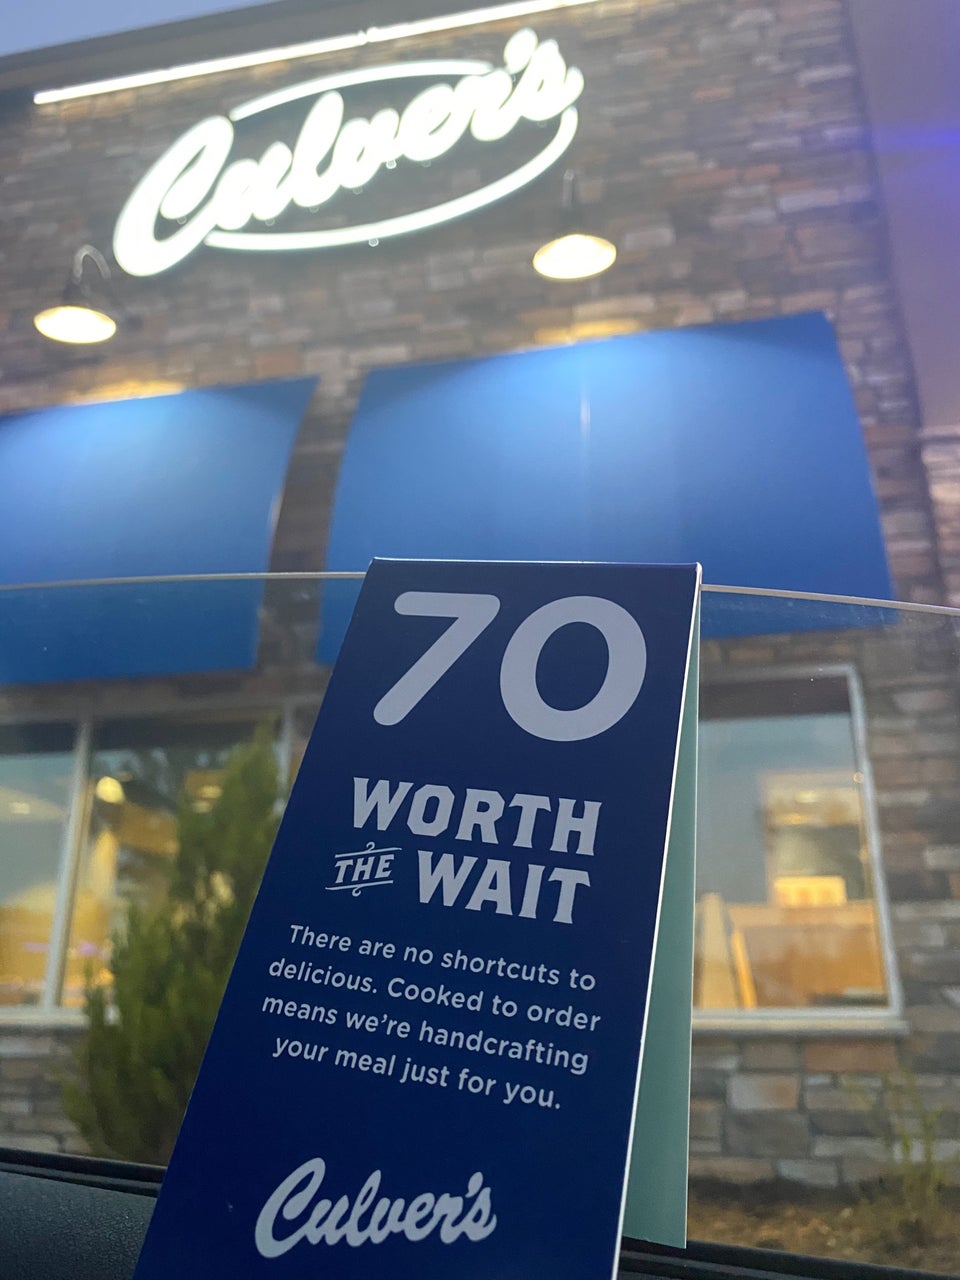 Culver's
70
WORTH
THE WAIT
There are no shortcuts to
delicious. Cooked to order
means we're handcrafting
your meal just for you.
Culver's